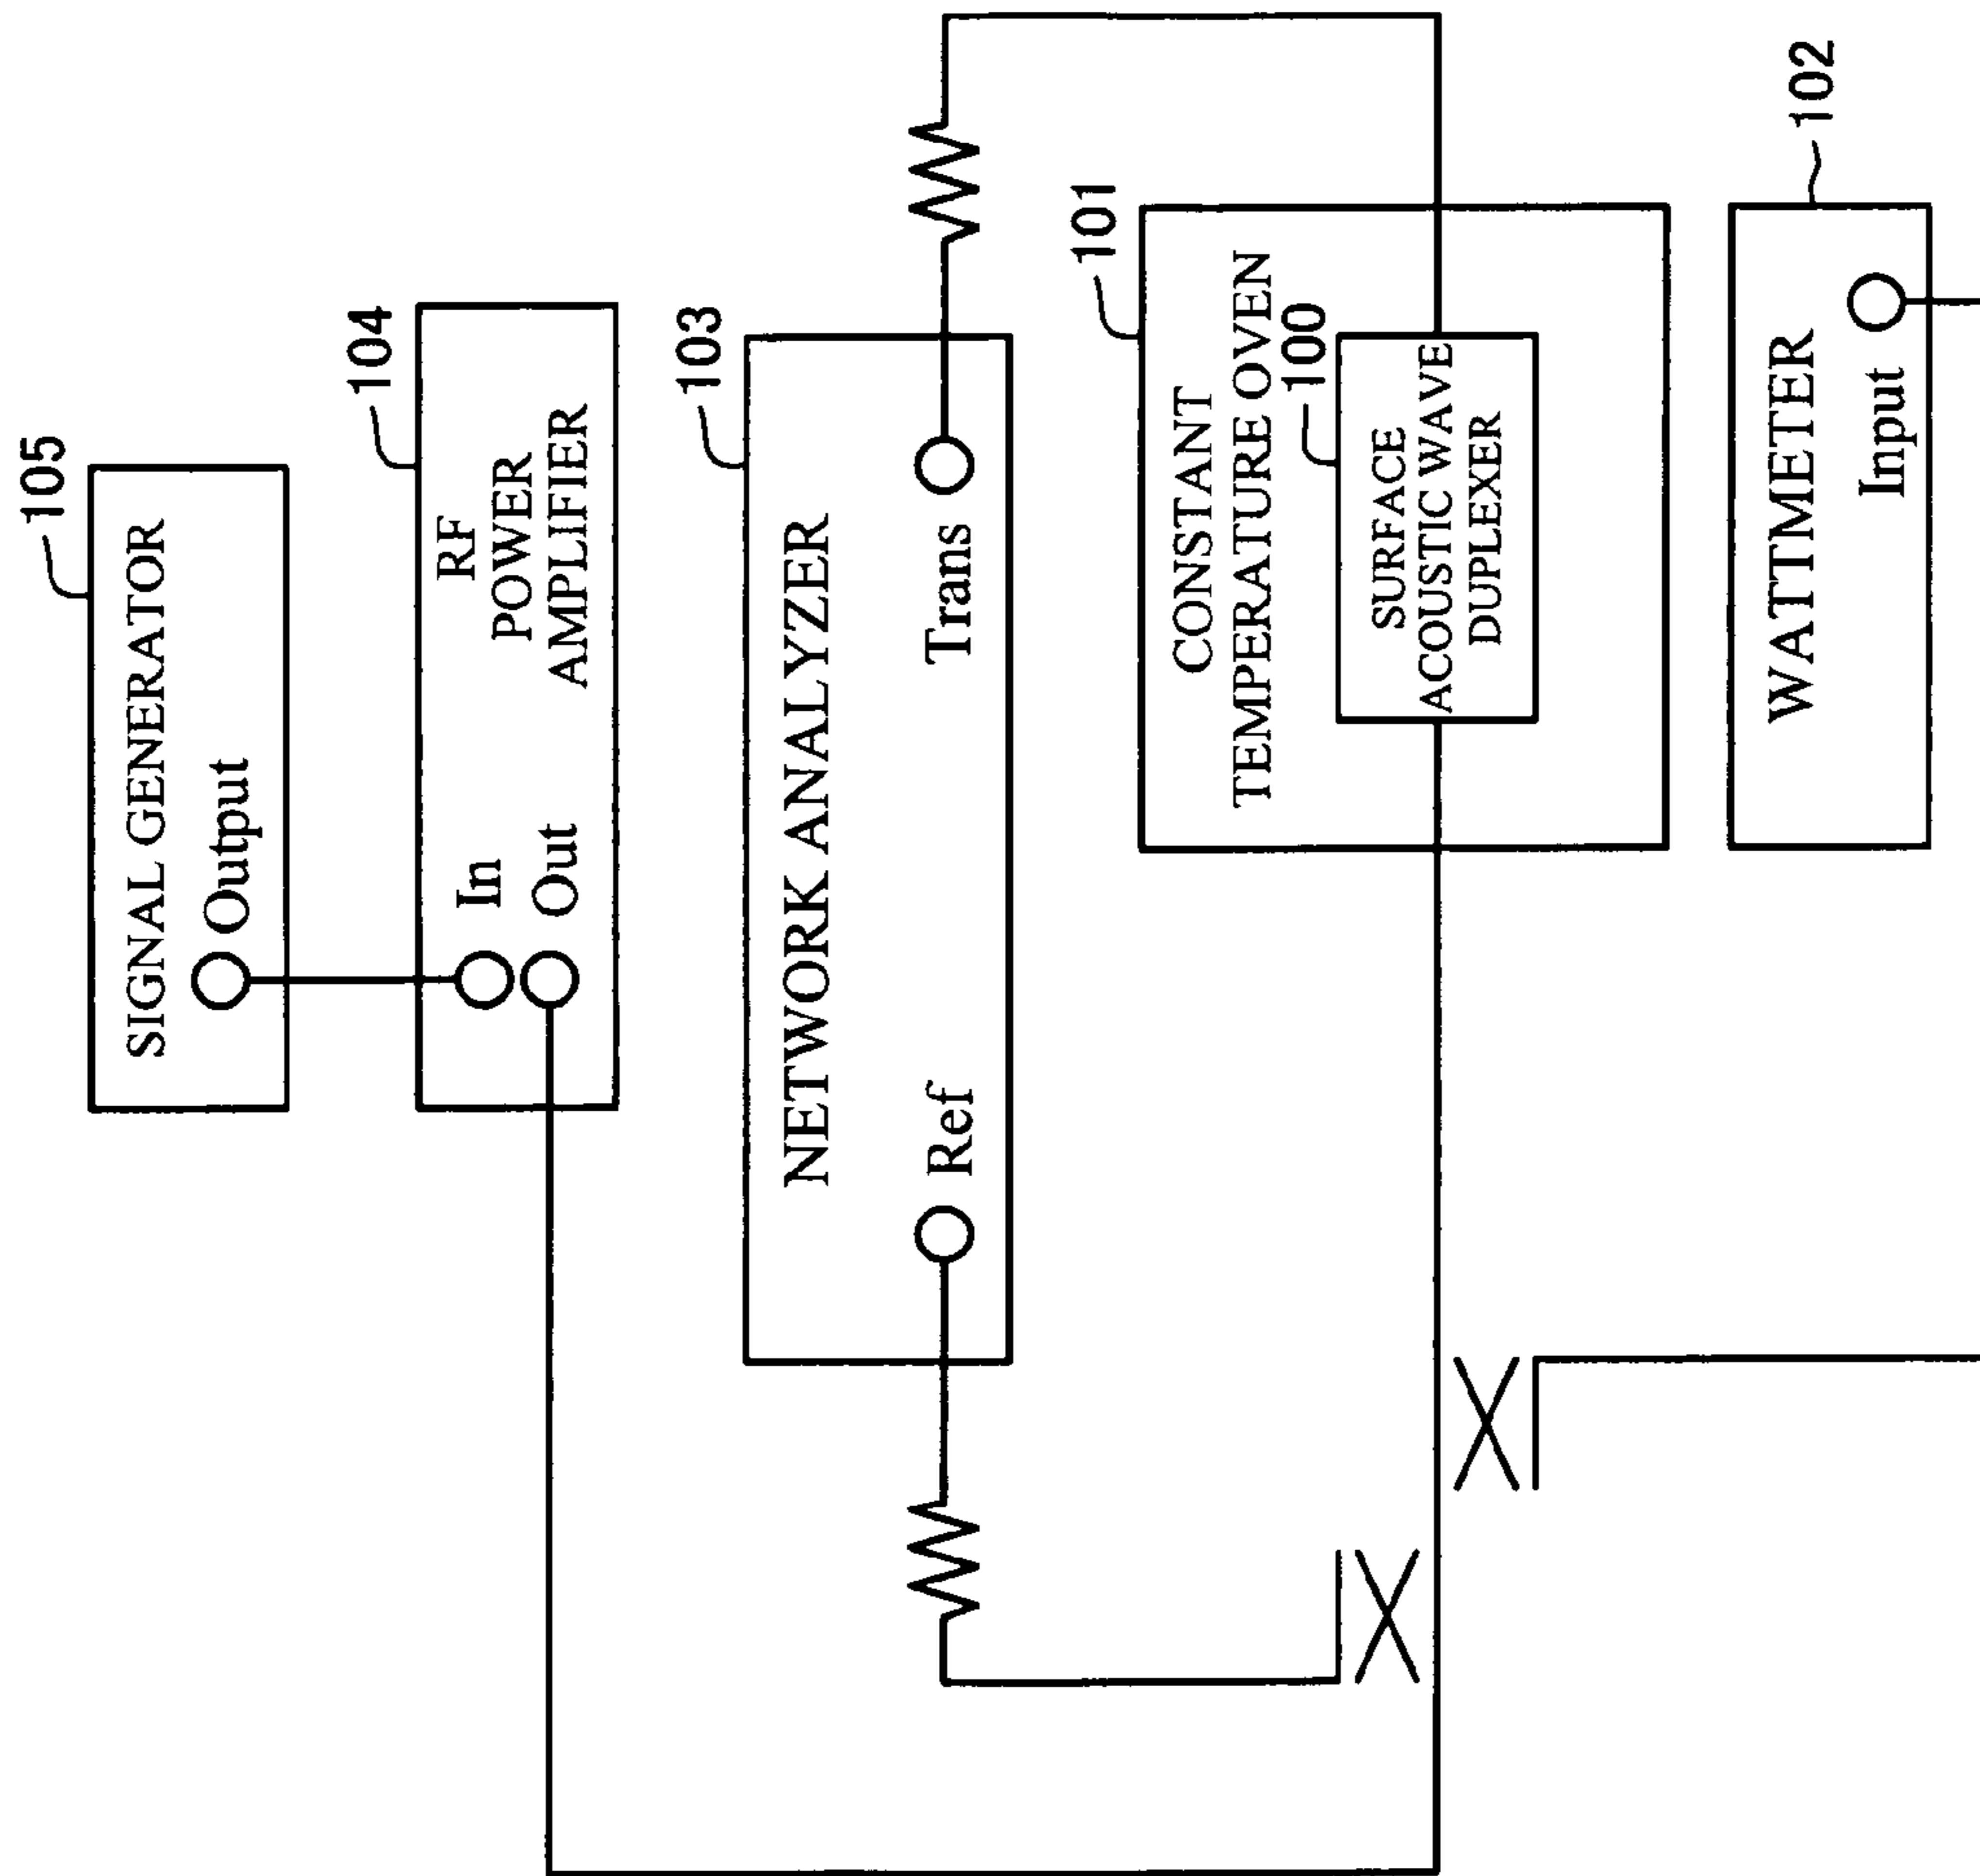 105
SIGNAL GENERATOR
Output
104
RF
POWER
AMPLIFIER
In
Out
103
NETWORK ANALYZER
Ref
Trans
101
CONSTANT
TEMPERATURE OVEN
100
SURFACE
ACOUSTIC WAVE
DUPLEXER
102
WATTMETER
Input